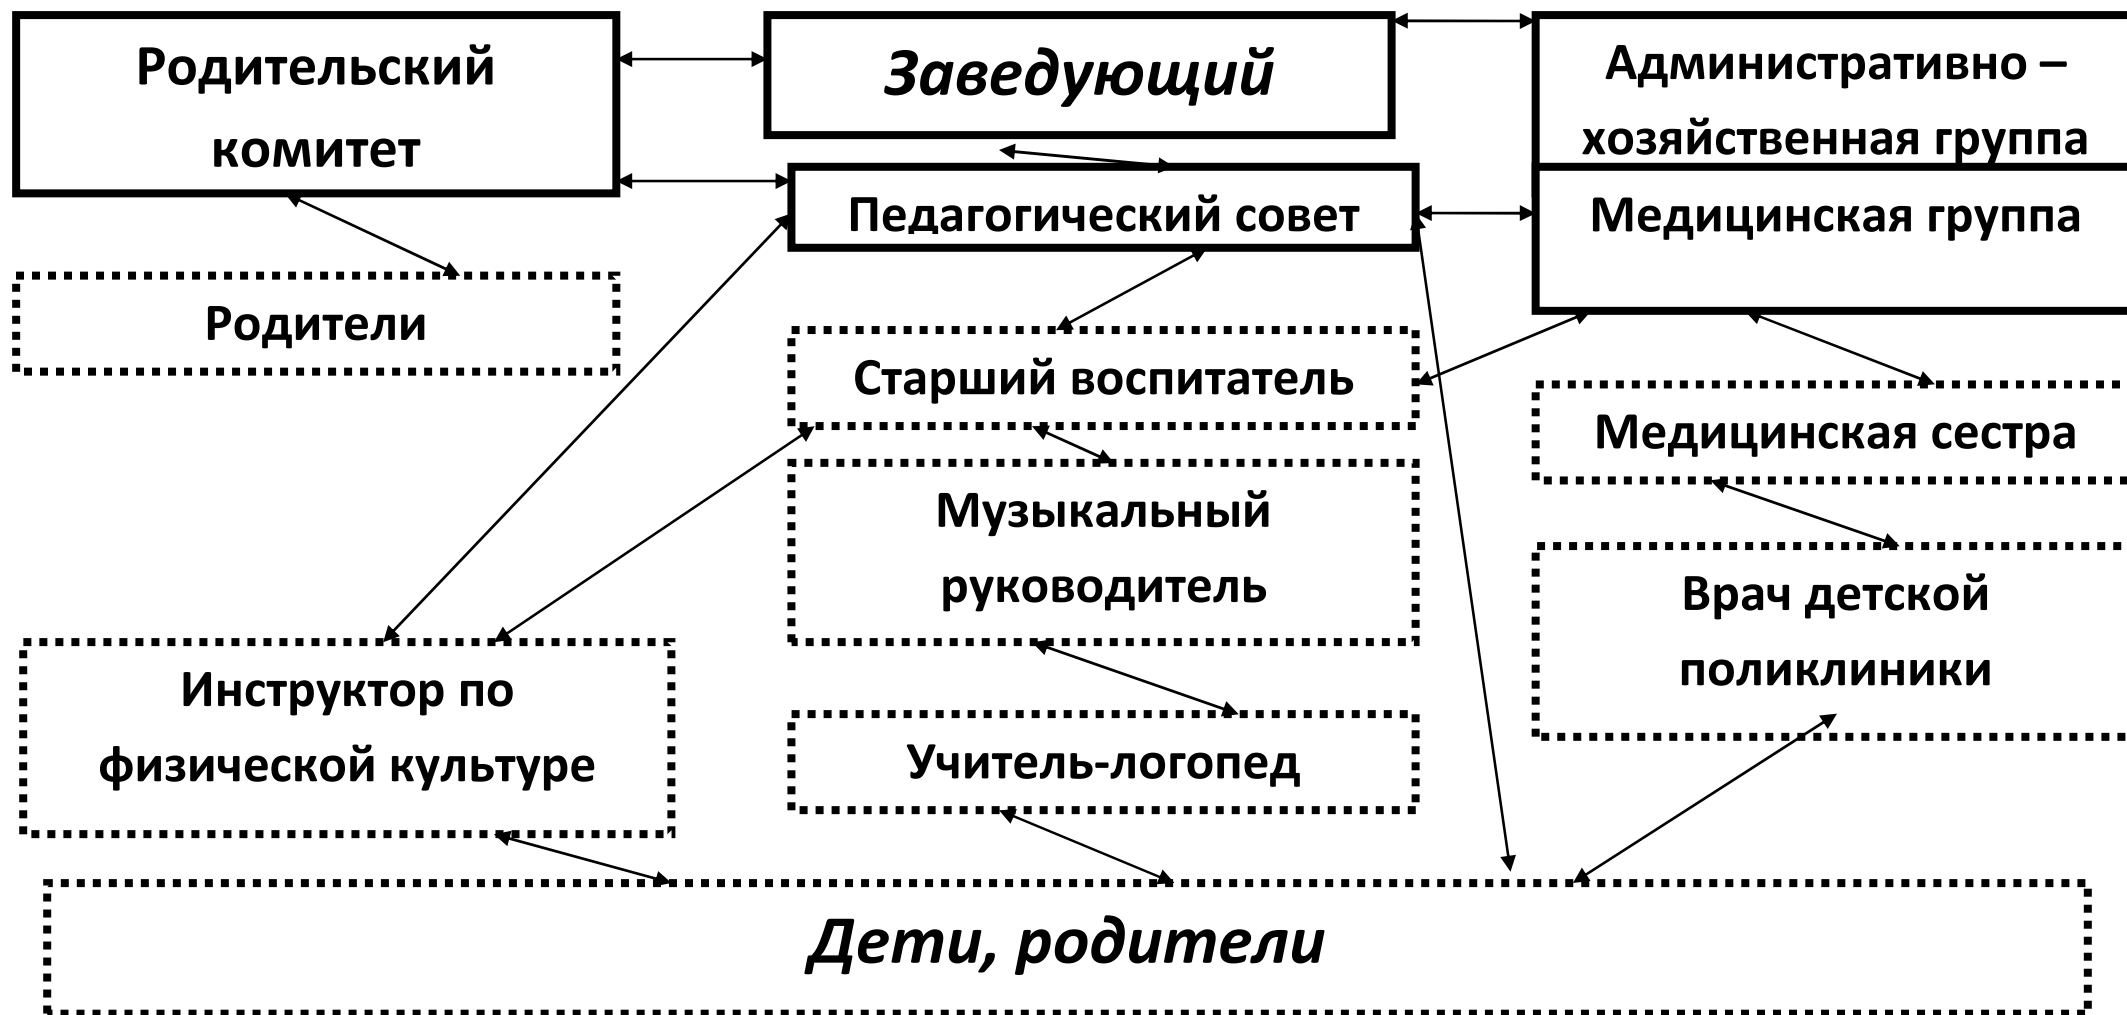 Родительский
комитет
Заведующий
Административно –
хозяйственная группа
Педагогический совет
Медицинская группа
Родители
Старший воспитатель
Медицинская сестра
Музыкальный
руководитель
Врач детской
поликлиники
Инструктор по
физической культуре
Учитель-логопед
Дети, родители